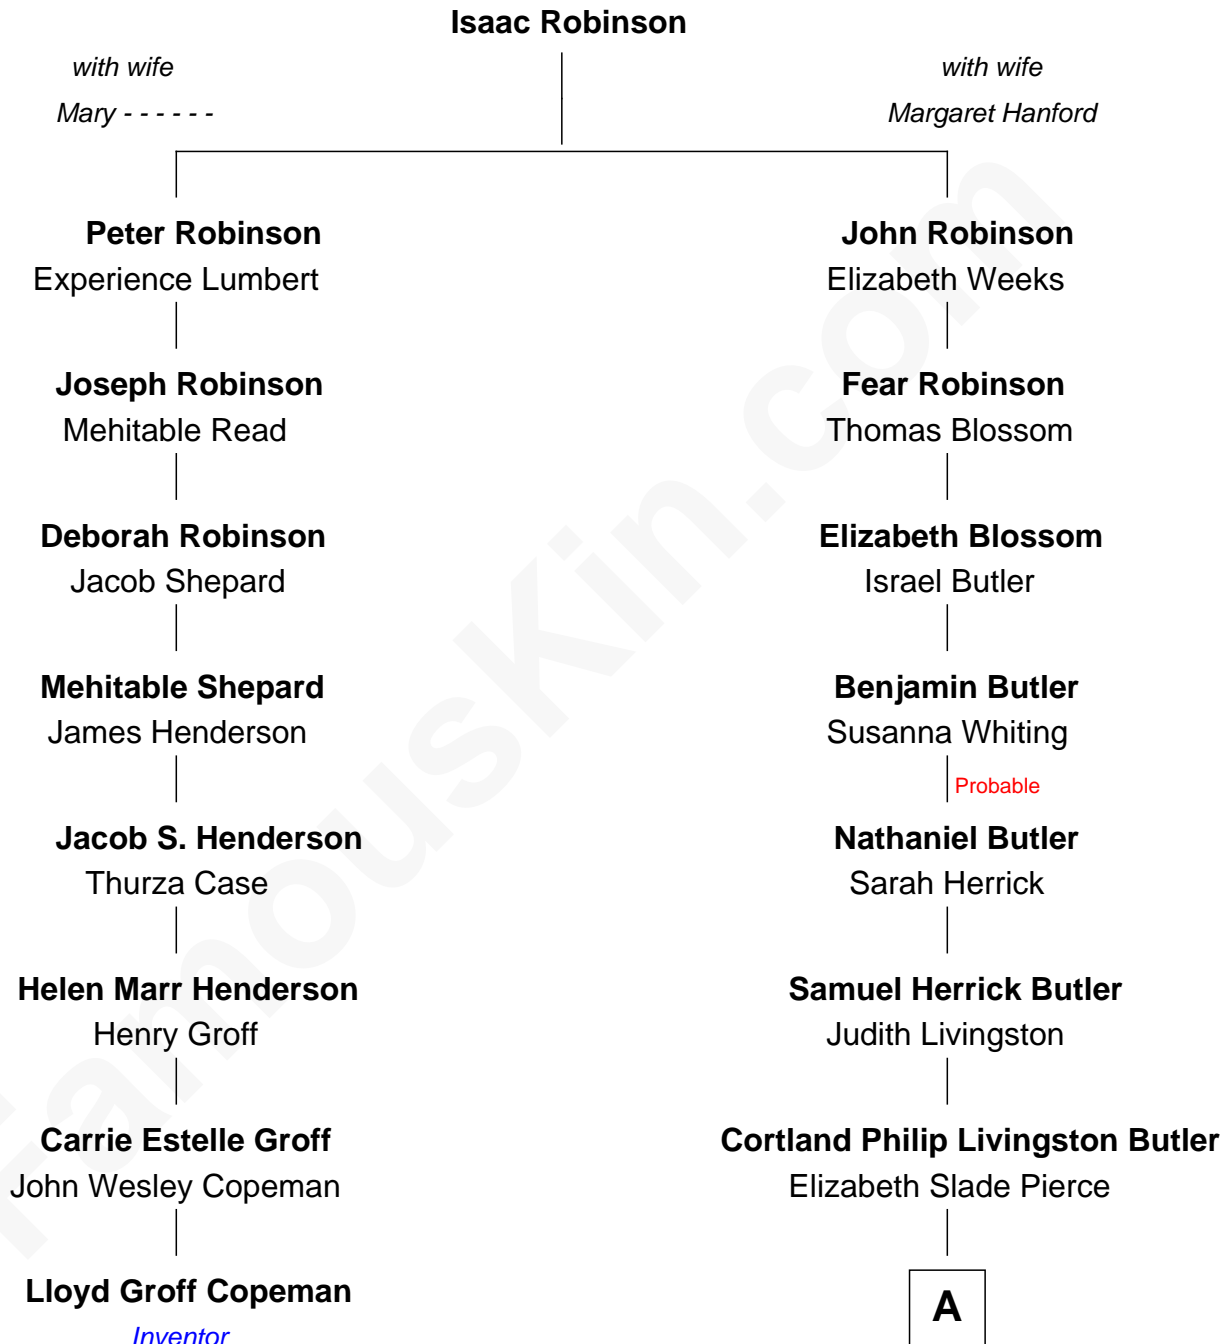 Isaac Robinson
with wife
Mary - - - - - -
with wife
Margaret Hanford
Peter Robinson
Experience Lumbert
John Robinson
Elizabeth Weeks
Joseph Robinson
Mehitable Read
Fear Robinson
Thomas Blossom
Deborah Robinson
Jacob Shepard
Elizabeth Blossom
Israel Butler
Mehitable Shepard
James Henderson
Benjamin Butler
Susanna Whiting
Probable
Jacob S. Henderson
Thurza Case
Nathaniel Butler
Sarah Herrick
Helen Marr Henderson
Henry Groff
Samuel Herrick Butler
Judith Livingston
Carrie Estelle Groff
John Wesley Copeman
Cortland Philip Livingston Butler
Elizabeth Slade Pierce
Lloyd Groff Copeman
Inventor
A
FamousKin.com